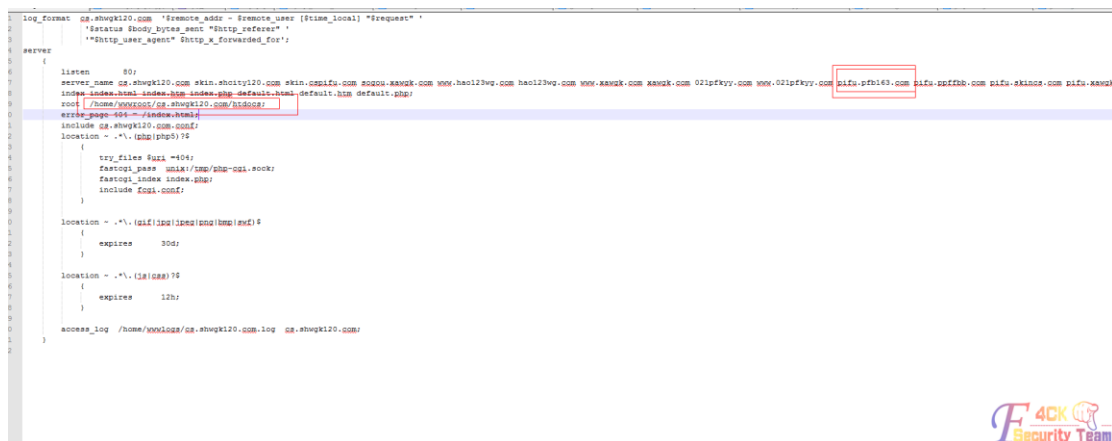 log_format cs.shwgk120.com '$remote_addr - $remote_user [$time_local] "$request" '
'$status $body_bytes_sent "$http_referer" '
'"$http_user_agent" $http_x_forwarded_for';
server
{
listen 80;
server_name cs.shwgk120.com skin.shcity120.com skin.cspifu.com sogou.xawgk.com www.hao123wg.com hao123wg.com www.xawgk.com xawgk.com 021pfkyy.com www.021pfkyy.com pifu.pfb163.com pifu.ppffbb.com pifu.skincs.com pifu.xawgk
index index.html index.htm index.php default.html default.htm default.php;
root /home/wwwroot/cs.shwgk120.com/htdocs;
error_page 404 = /index.html;
include cs.shwgk120.com.conf;
location ~ .*\.(php|php5)?$
{
try_files $uri =404;
fastcgi_pass unix:/tmp/php-cgi.sock;
fastcgi_index index.php;
include fcgi.conf;
}
location ~ .*\.(gif|jpg|jpeg|png|bmp|swf)$
{
expires 30d;
}
location ~ .*\.(js|css)?$
{
expires 12h;
}
access_log /home/wwwlogs/cs.shwgk120.com.log cs.shwgk120.com;
}
F4CK
Security Team